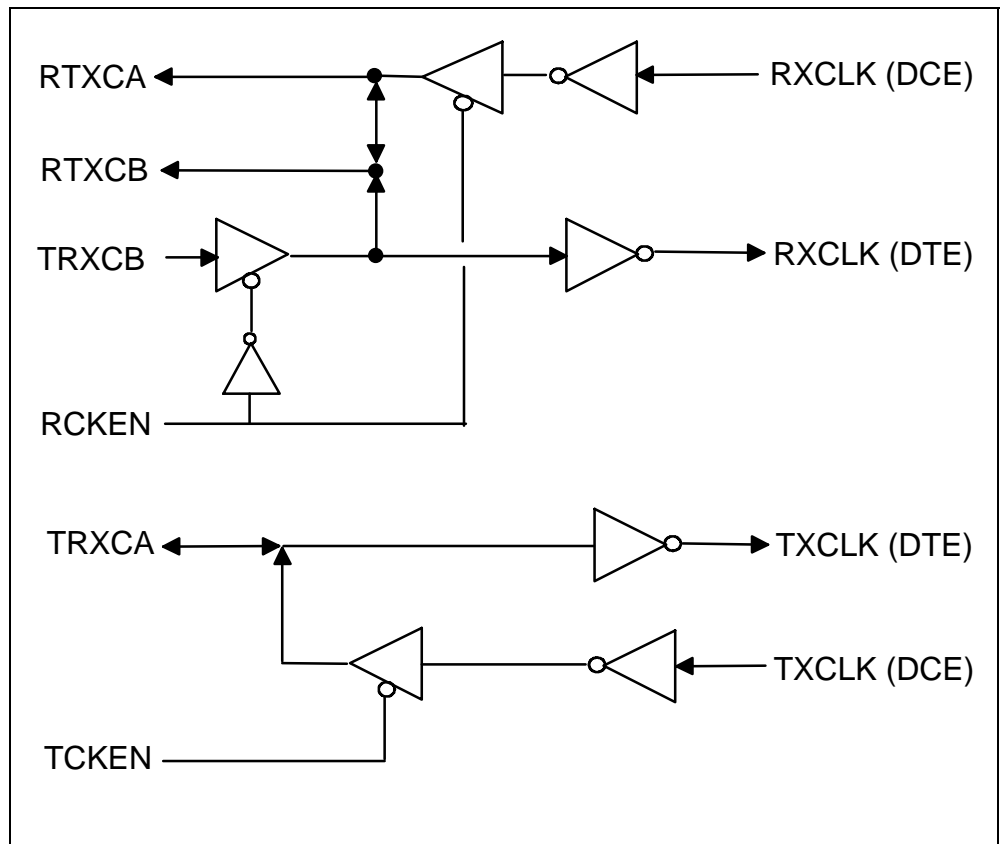 RTXCA
RXCLK (DCE)
RTXCB
TRXCB
RXCLK (DTE)
RCKEN
TRXCA
TXCLK (DTE)
TXCLK (DCE)
TCKEN